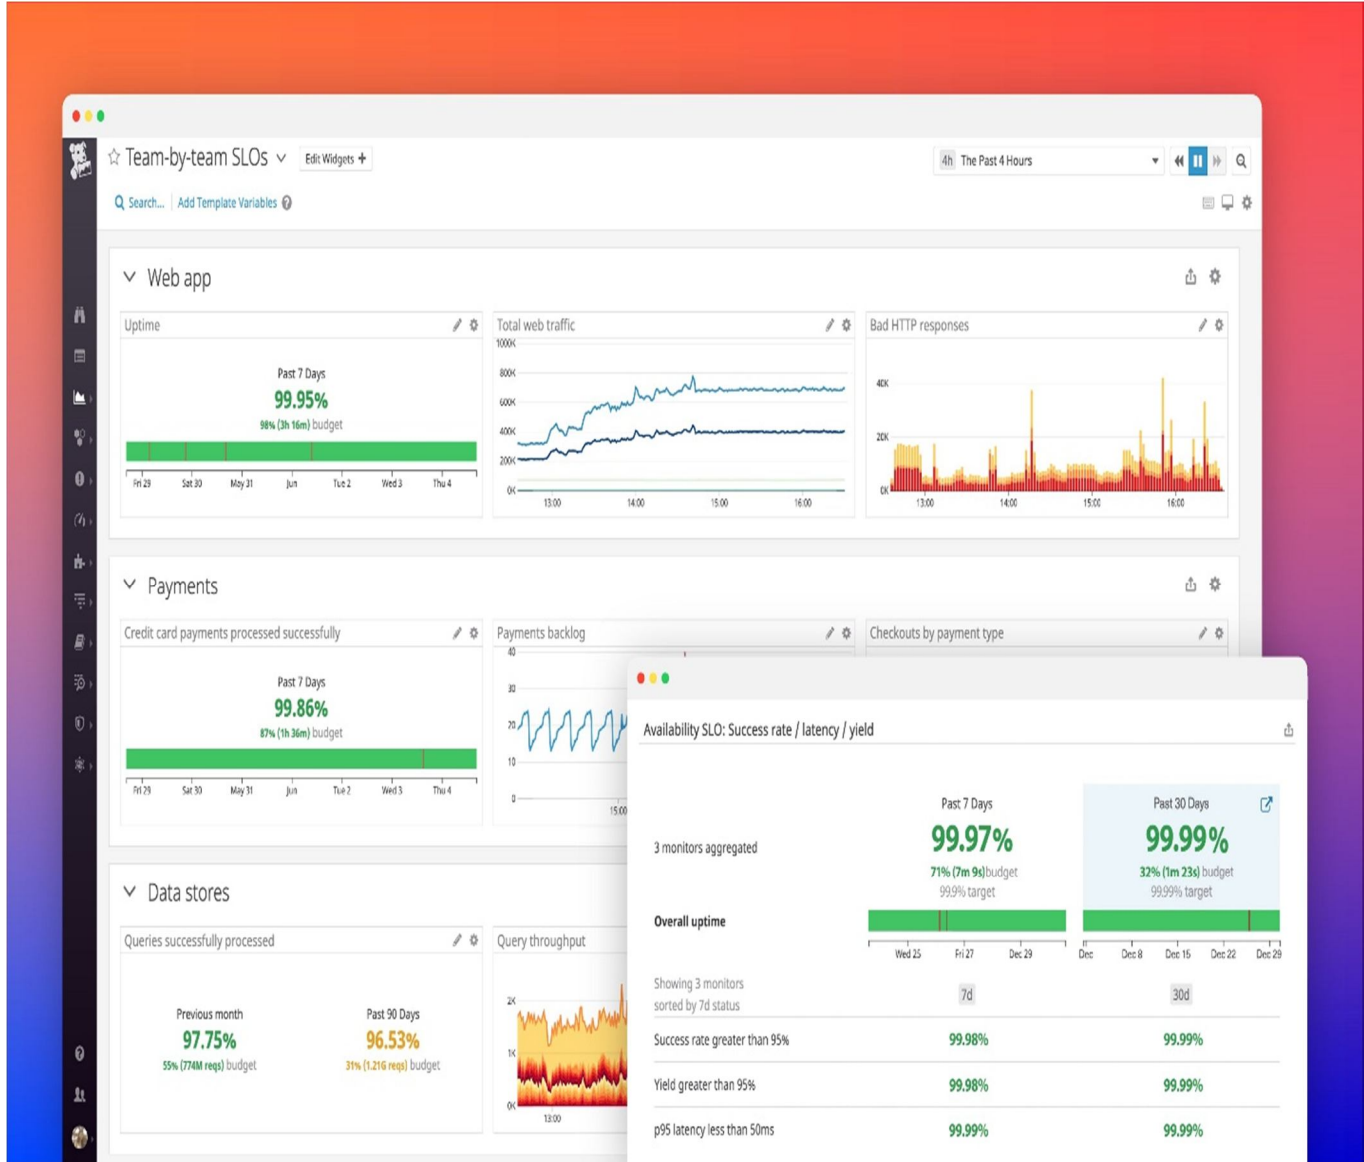 Team-by-team SLOs
Edit Widgets +
4h The Past 4 Hours
Search...
Add Template Variables
Web app
Uptime
Past 7 Days
99.95%
98% (3h 16m) budget
Fri 29 Sat 30 May 31 Jun Tue 2 Wed 3 Thu 4
Total web traffic
1000K
800K
600K
400K
200K
0K
13:00 14:00 15:00 16:00
Bad HTTP responses
40K
20K
0K
13:00 14:00 15:00 16:00
Payments
Credit card payments processed successfully
Past 7 Days
99.86%
87% (1h 36m) budget
Fri 29 Sat 30 May 31 Jun Tue 2 Wed 3 Thu 4
Payments backlog
40
30
20
10
0
15:00
Checkouts by payment type
Data stores
Queries successfully processed
Previous month
97.75%
55% (774M reqs) budget
Past 90 Days
96.53%
31% (1.21G reqs) budget
Query throughput
2K
1K
0K
13:00
Availability SLO: Success rate / latency / yield
Past 7 Days
Past 30 Days
3 monitors aggregated
99.97%
99.99%
71% (7m 9s) budget
32% (1m 23s) budget
99.9% target
99.99% target
Overall uptime
Wed 25 Fri 27 Dec 29
Dec Dec 8 Dec 15 Dec 22 Dec 29
Showing 3 monitors
sorted by 7d status
7d
30d
Success rate greater than 95% 99.98% 99.99%
Yield greater than 95% 99.98% 99.99%
p95 latency less than 50ms 99.99% 99.99%